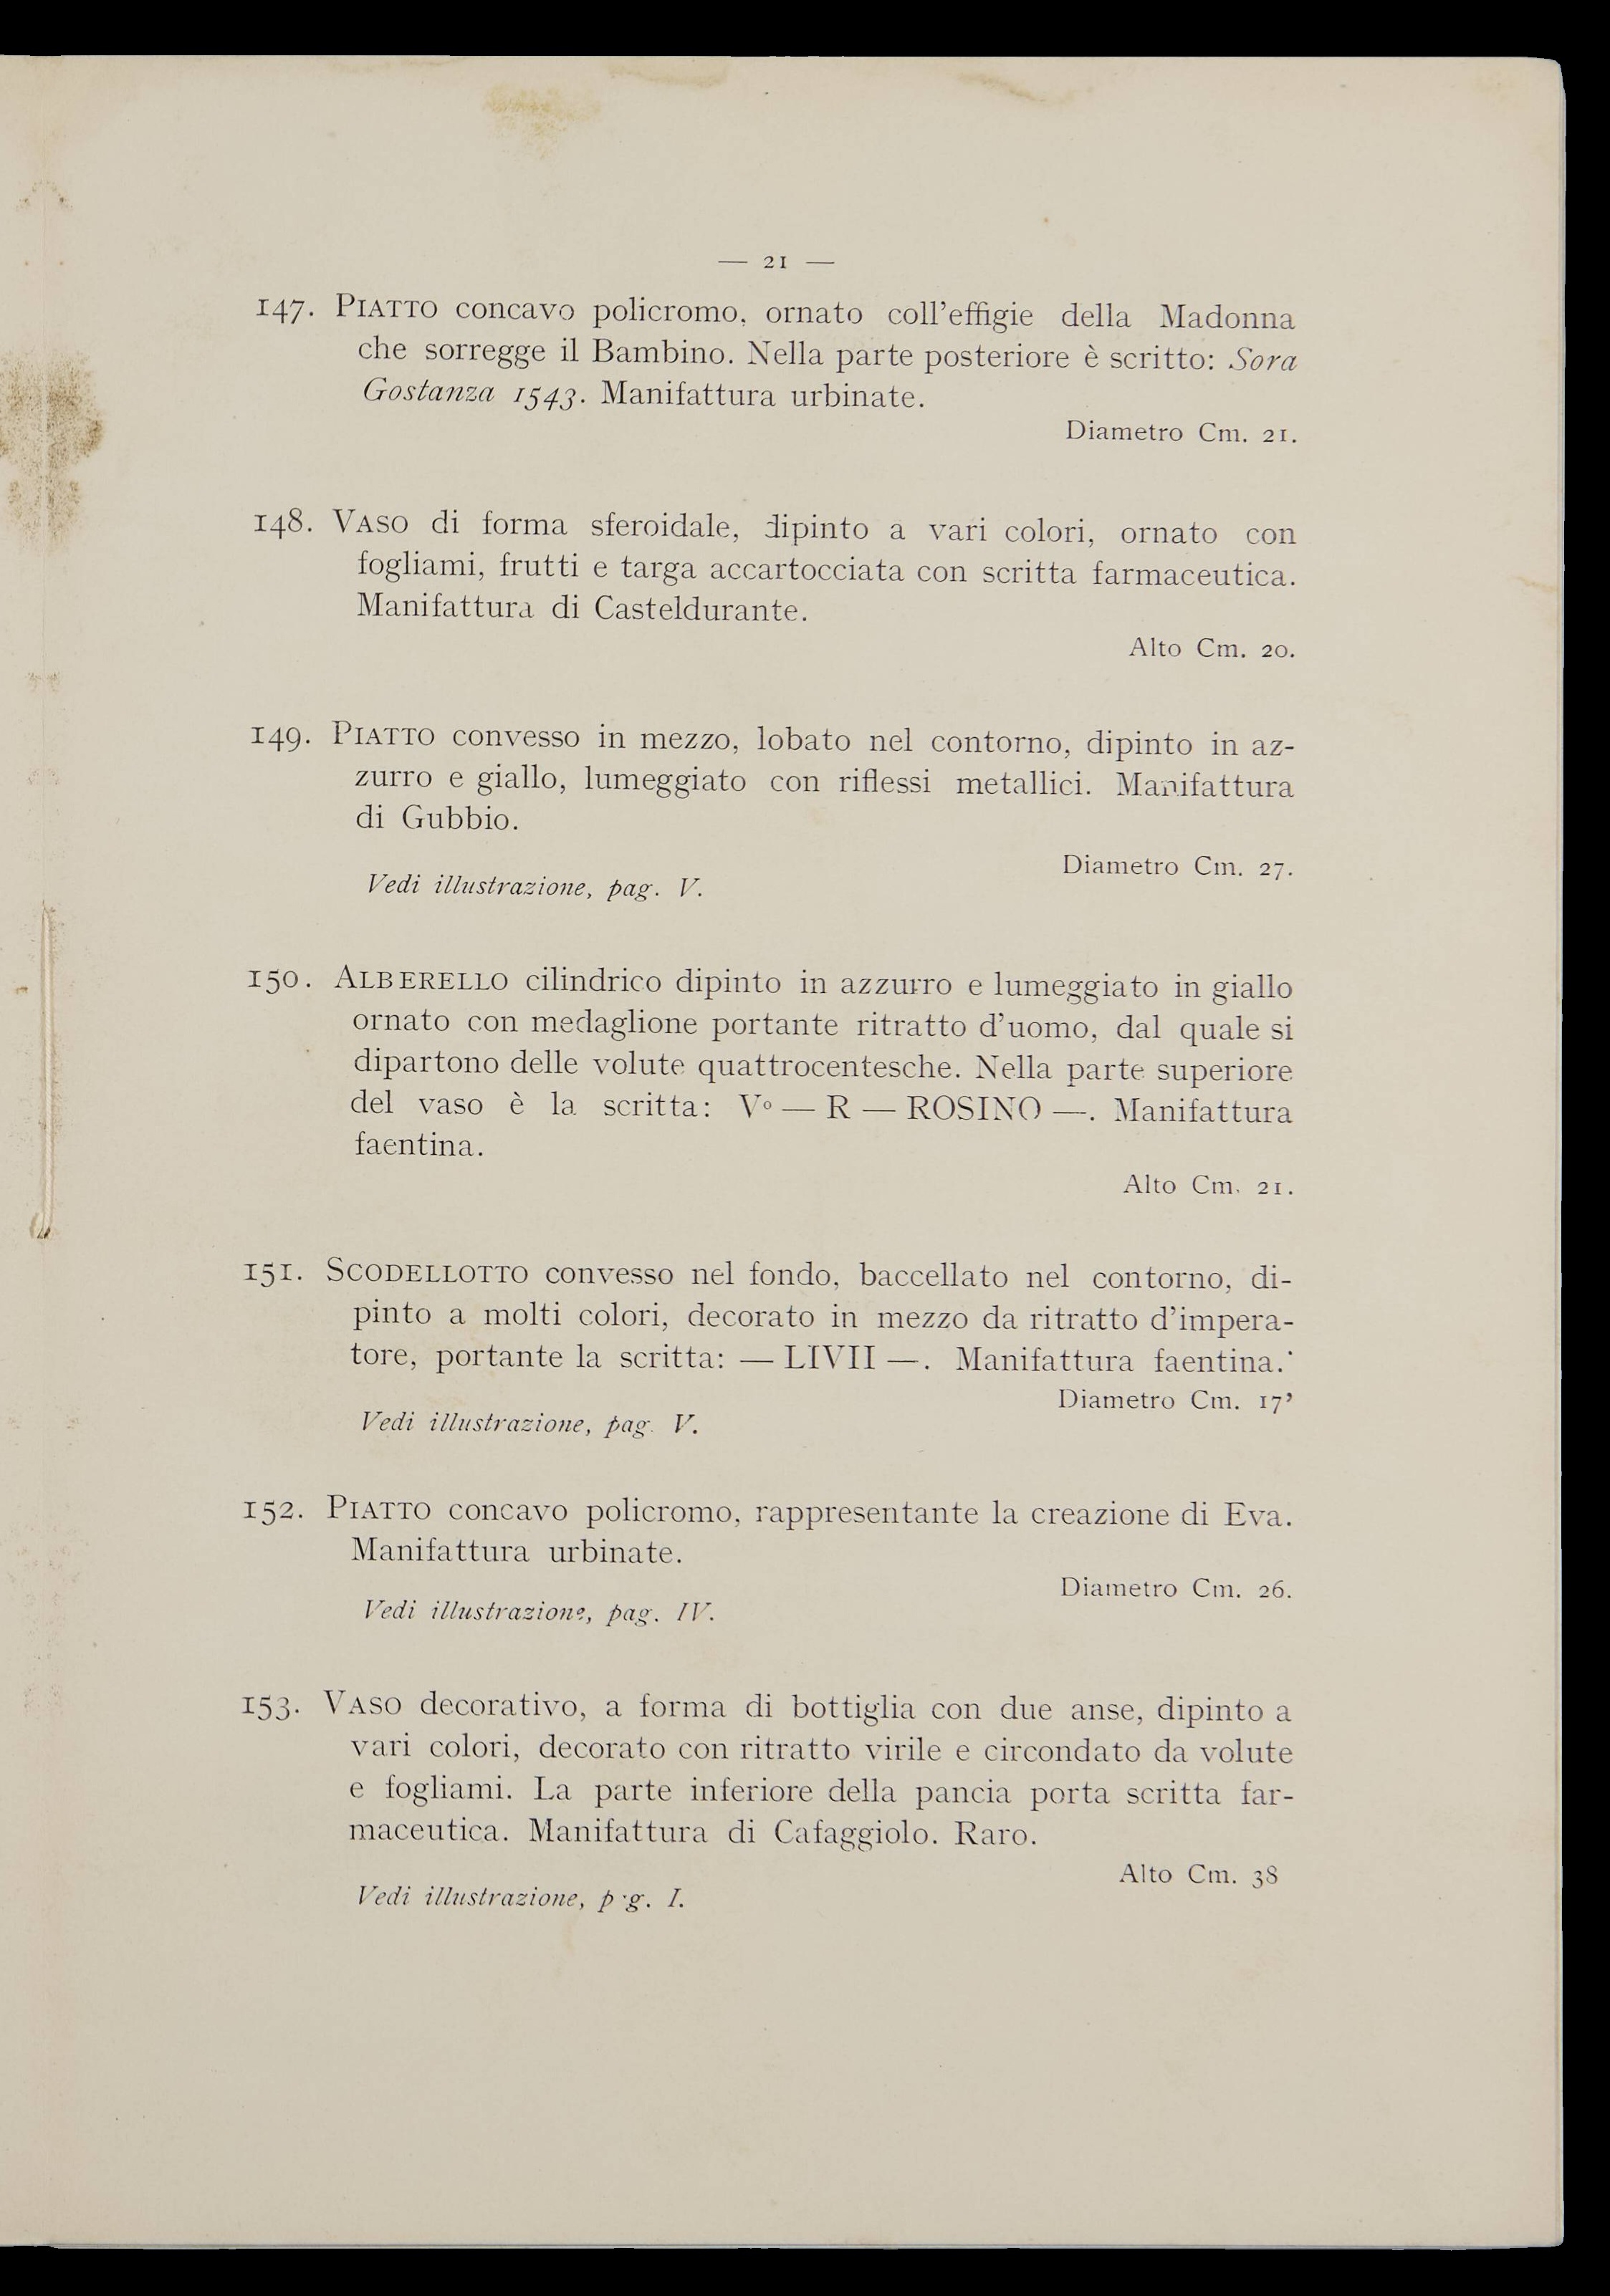 — 21 —
147. PIATTO concavo policromo, ornato coll'effigie della Madonna
che sorregge il Bambino. Nella parte posteriore è scritto: Sora
Gostanza 1543. Manifattura urbinate.
Diametro Cm. 21.
148. VASO di forma sferoidale, dipinto a vari colori, ornato con
fogliami, frutti e targa accartocciata con scritta farmaceutica.
Manifattura di Casteldurante.
Alto Cm. 20.
149. PIATTO convesso in mezzo, lobato nel contorno, dipinto in az-
zurro e giallo, lumeggiato con riflessi metallici. Manifattura
di Gubbio.
Diametro Cm. 27.
Vedi illustrazione, pag. V.
150. ALBERELLO cilindrico dipinto in azzurro e lumeggiato in giallo
ornato con medaglione portante ritratto d'uomo, dal quale si
dipartono delle volute quattrocentesche. Nella parte superiore
del vaso è la scritta: Vº — R — ROSINO —. Manifattura
faentina.
Alto Cm. 21.
151. SCODELLOTTO convesso nel fondo, baccellato nel contorno, di-
pinto a molti colori, decorato in mezzo da ritratto d'impera-
tore, portante la scritta: — LIVII —. Manifattura faentina.
Diametro Cm. 17'
Vedi illustrazione, pag. V.
152. PIATTO concavo policromo, rappresentante la creazione di Eva.
Manifattura urbinate.
Diametro Cm. 26.
Vedi illustrazione, pag. IV.
153. VASO decorativo, a forma di bottiglia con due anse, dipinto a
vari colori, decorato con ritratto virile e circondato da volute
e fogliami. La parte inferiore della pancia porta scritta far-
maceutica. Manifattura di Cafaggiolo. Raro.
Alto Cm. 38
Vedi illustrazione, p·g. I.